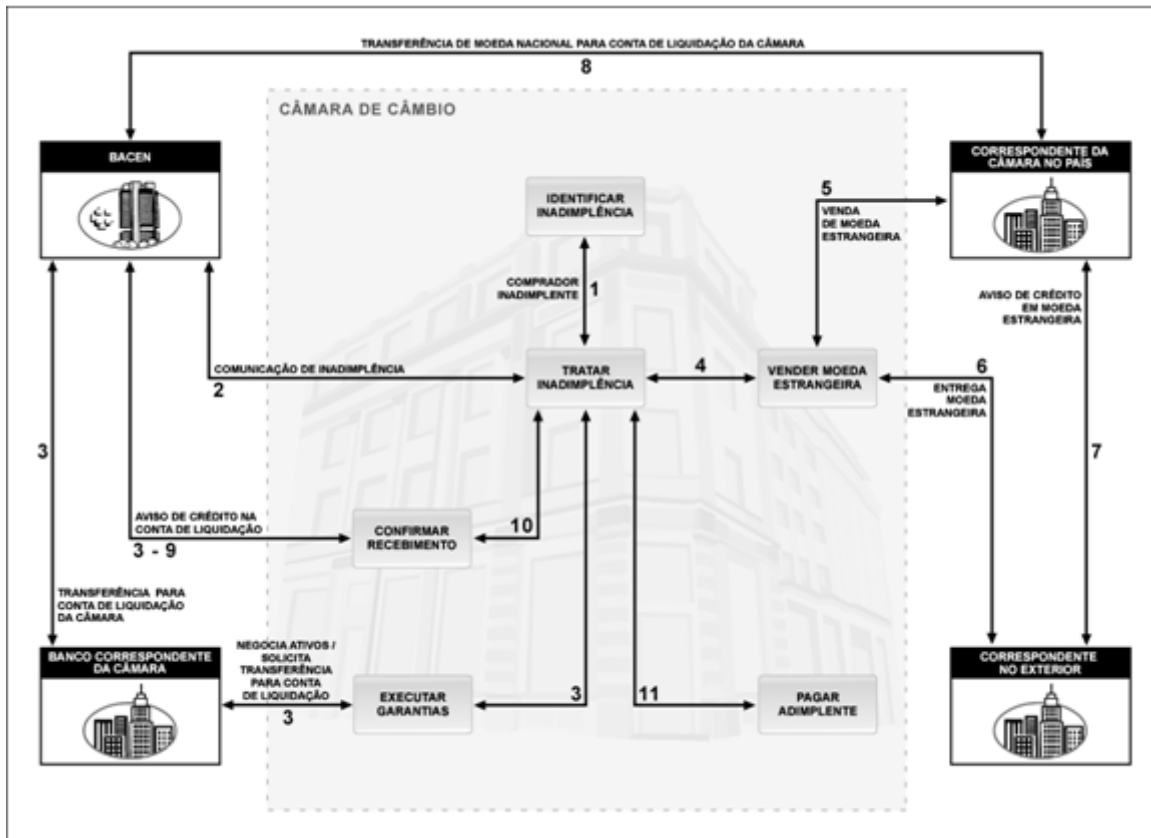 TRANSFERÊNCIA DE MOEDA NACIONAL PARA CONTA DE LIQUIDAÇÃO DA CÂMARA
8
CÂMARA DE CÂMBIO
BACEN
CORRESPONDENTE DA
CÂMARA NO PAÍS
IDENTIFICAR
INADIMPLÊNCIA
5
VENDA
DE MOEDA
ESTRANGEIRA
COMPRADOR
INADIMPLENTE
1
AVISO DE CRÉDITO
EM MOEDA
ESTRANGEIRA
COMUNICAÇÃO DE INADIMPLÊNCIA
2
TRATAR
INADIMPLÊNCIA
4
VENDER MOEDA
ESTRANGEIRA
6
ENTREGA
MOEDA
ESTRANGEIRA
3
7
AVISO DE CRÉDITO NA
CONTA DE LIQUIDAÇÃO
3 - 9
CONFIRMAR
RECEBIMENTO
10
TRANSFERÊNCIA PARA
CONTA DE LIQUIDAÇÃO
DA CÂMARA
BANCO CORRESPONDENTE
DA CÂMARA
NEGOCIA ATIVOS /
SOLICITA
TRANSFERÊNCIA
PARA CONTA
DE LIQUIDAÇÃO
3
EXECUTAR
GARANTIAS
3
11
PAGAR
ADIMPLENTE
CORRESPONDENTE
NO EXTERIOR